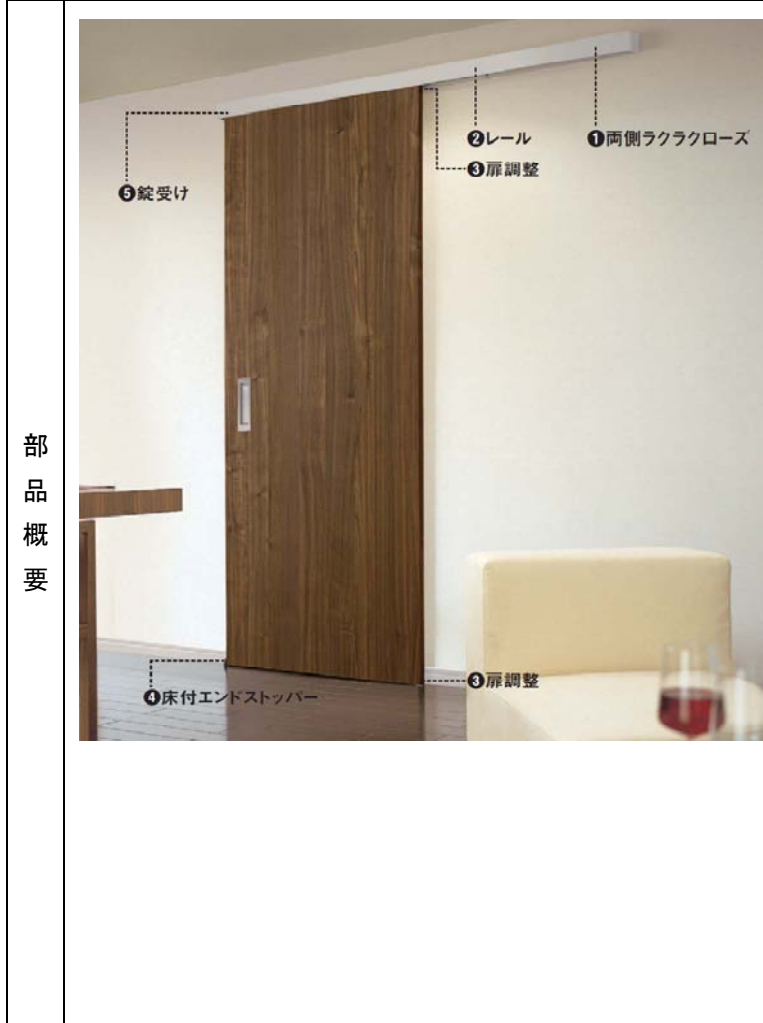 部品概要
❷レール
❶両側ラクラクローズ
❸扉調整
❺錠受け
❸扉調整
❹床付エンドストッパー